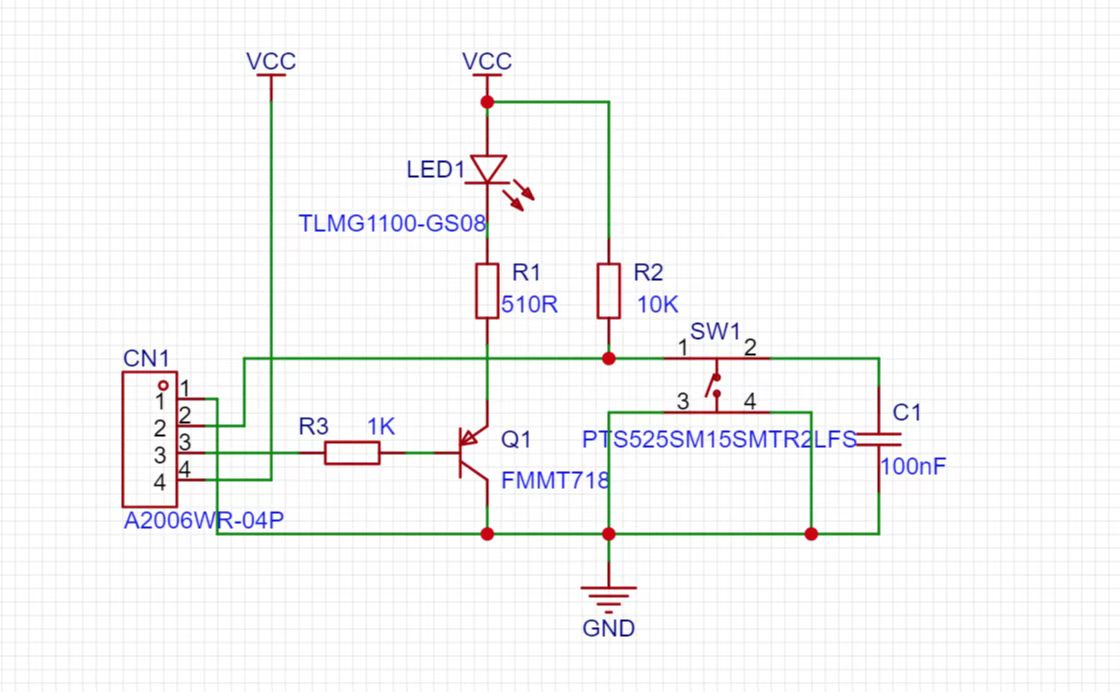 VCC
VCC
LED1
TLMG1100-GS08
R1
510R
R2
10K
SW1
1
2
3
4
PTS525SM15SMTR2LFS
C1
100nF
CN1
1
1
2
2
3
3
4
4
A2006WR-04P
R3
1K
Q1
FMMT718
GND